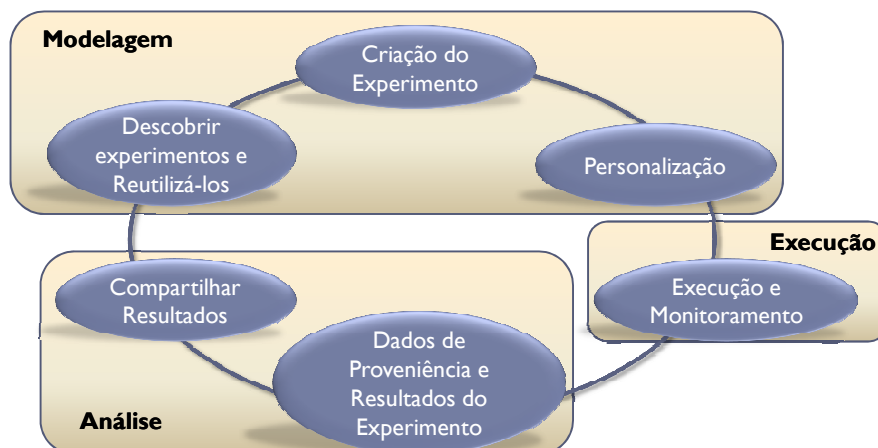 Modelagem
Criação do
Experimento
Descobrir
experimentos e
Reutilizá-los
Personalização
Execução
Compartilhar
Resultados
Execução e
Monitoramento
Dados de
Proveniência e
Resultados do
Experimento
Análise